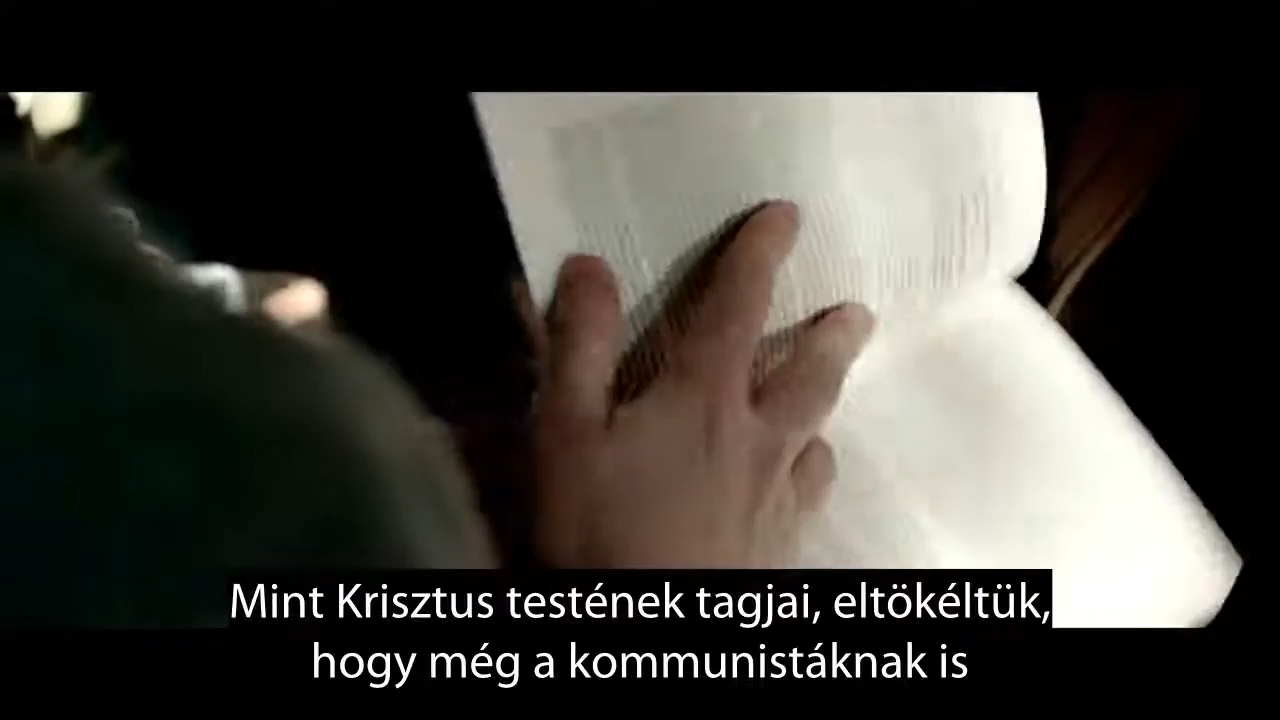 Mint Krisztus testének tagjai, eltökéltük,
hogy még a kommunistáknak is